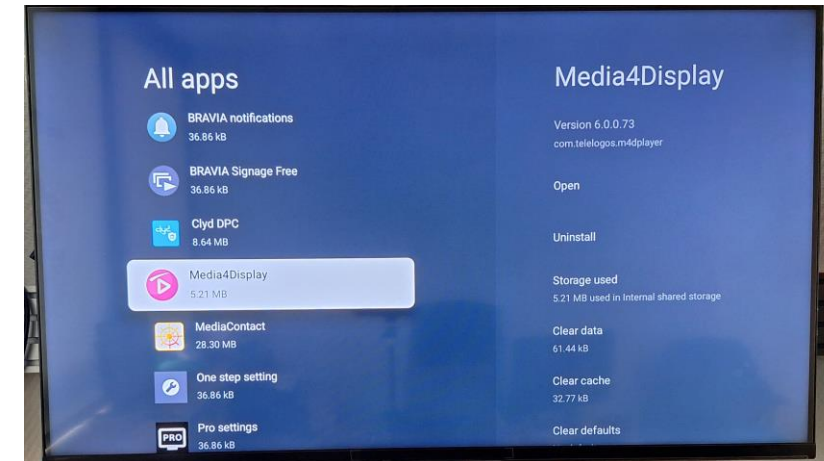 All apps
BRAVIA notifications
36.86 kB
BRAVIA Signage Free
36.86 kB
clyd
Clyd DPC
8.64 MB
Media4Display
5.21 MB
MediaContact
28.30 MB
One step setting
36.86 kB
PRO
Pro settings
36.86 kB
Media4Display
Version 6.0.0.73
com.telelogos.m4dplayer
Open
Uninstall
Storage used
5.21 MB used in Internal shared storage
Clear data
61.44 kB
Clear cache
32.77 kB
Clear defaults